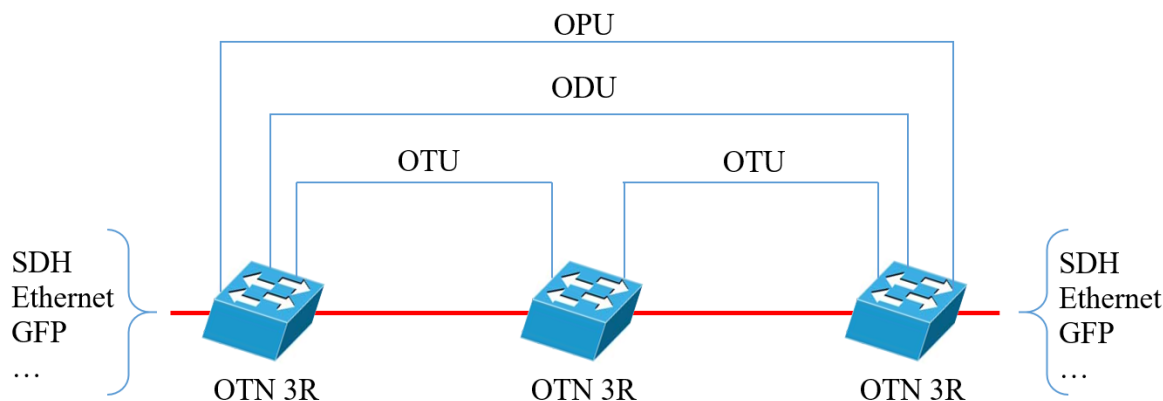 OPU
ODU
OTU
OTU
SDH
Ethernet
GFP
…
SDH
Ethernet
GFP
…
OTN 3R
OTN 3R
OTN 3R